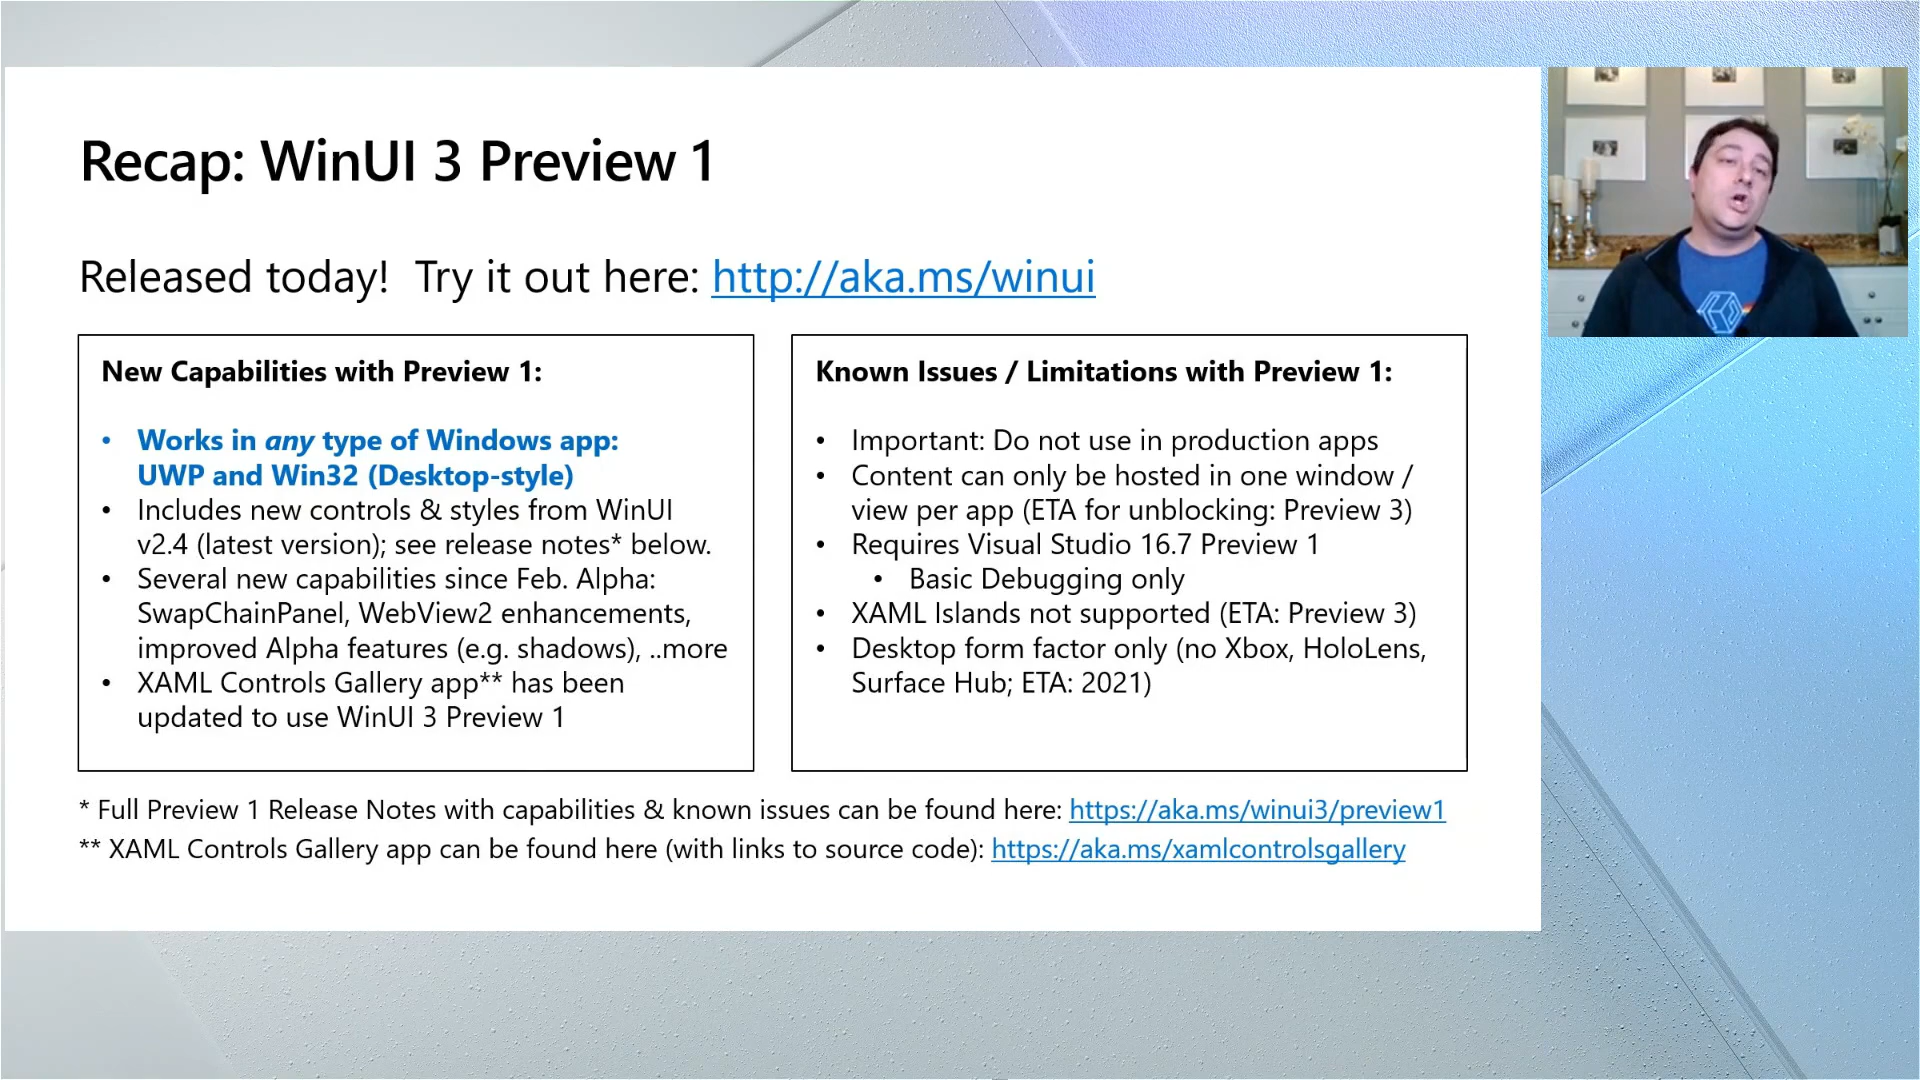 Recap: WinUI 3 Preview 1
Released today!  Try it out here: http://aka.ms/winui
New Capabilities with Preview 1:
• Works in any type of Windows app:
UWP and Win32 (Desktop-style)
• Includes new controls & styles from WinUI
v2.4 (latest version); see release notes* below.
• Several new capabilities since Feb. Alpha:
SwapChainPanel, WebView2 enhancements,
improved Alpha features (e.g. shadows), ..more
• XAML Controls Gallery app** has been
updated to use WinUI 3 Preview 1
Known Issues / Limitations with Preview 1:
• Important: Do not use in production apps
• Content can only be hosted in one window /
view per app (ETA for unblocking: Preview 3)
• Requires Visual Studio 16.7 Preview 1
• Basic Debugging only
• XAML Islands not supported (ETA: Preview 3)
• Desktop form factor only (no Xbox, HoloLens,
Surface Hub; ETA: 2021)
* Full Preview 1 Release Notes with capabilities & known issues can be found here: https://aka.ms/winui3/preview1
** XAML Controls Gallery app can be found here (with links to source code): https://aka.ms/xamlcontrolsgallery